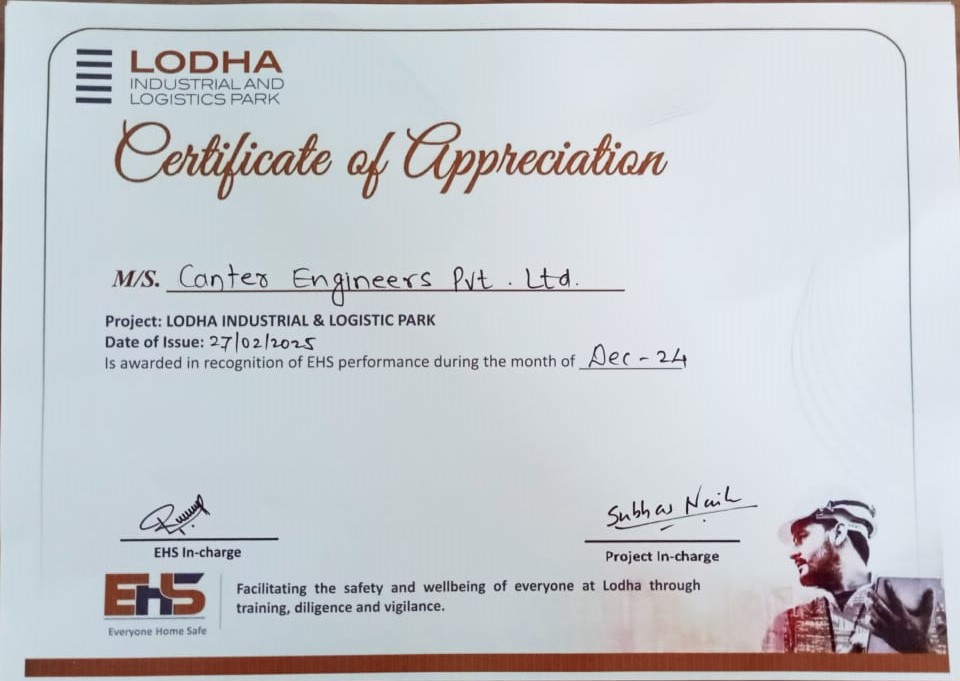 LODHA
INDUSTRIAL AND
LOGISTICS PARK
Certificate of Appreciation
M/S. Canter Engineers Pvt. Ltd.
Project: LODHA INDUSTRIAL & LOGISTIC PARK
Date of Issue: 27/02/2025
Is awarded in recognition of EHS performance during the month of Dec - 24
Subhas Naik
EHS In-charge
Project In-charge
EHS
Everyone Home Safe
Facilitating the safety and wellbeing of everyone at Lodha through
training, diligence and vigilance.